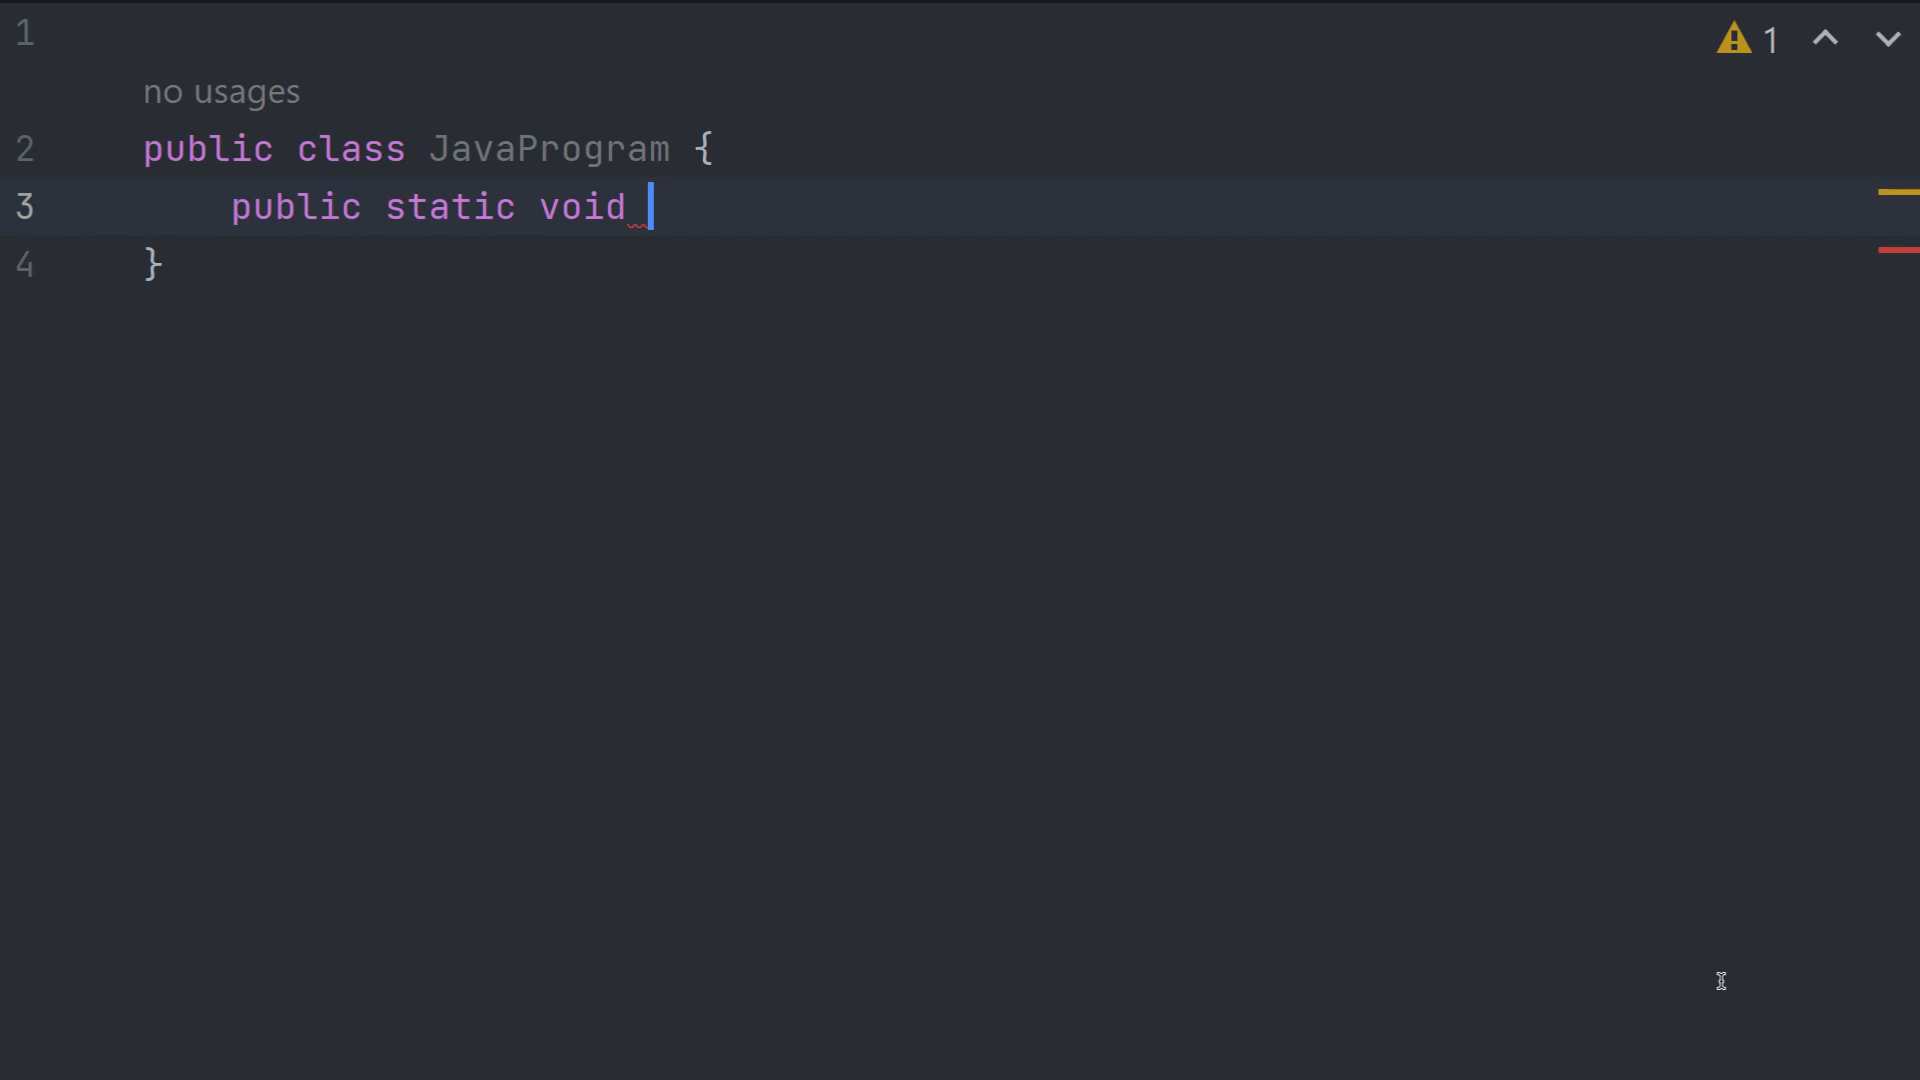 1
1
no usages
2 public class JavaProgram {
3 public static void
4 }